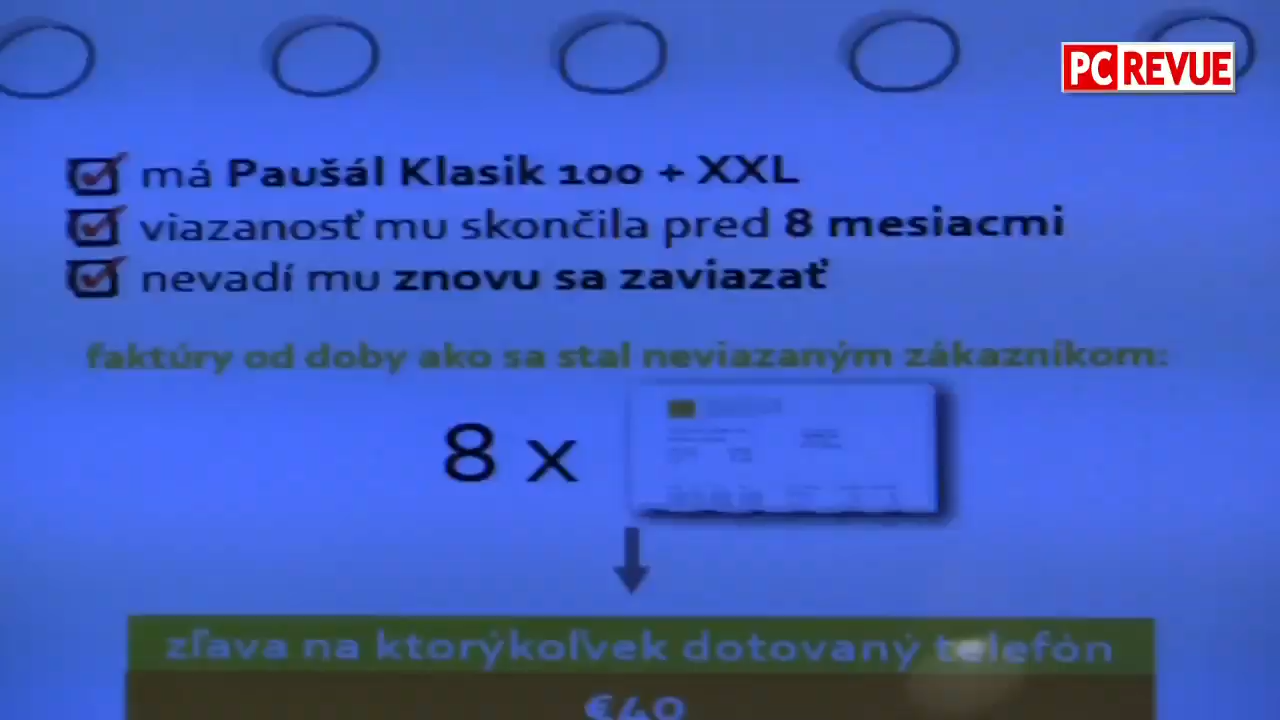 PC REVUE
má Paušál Klasik 100 + XXL
viazanosť mu skončila pred 8 mesiacmi
nevadí mu znovu sa zaviazať
faktúry od doby ako sa stal neviazaným zákazníkom:
8 x
zľava na ktorýkoľvek dotovaný telefón
€40